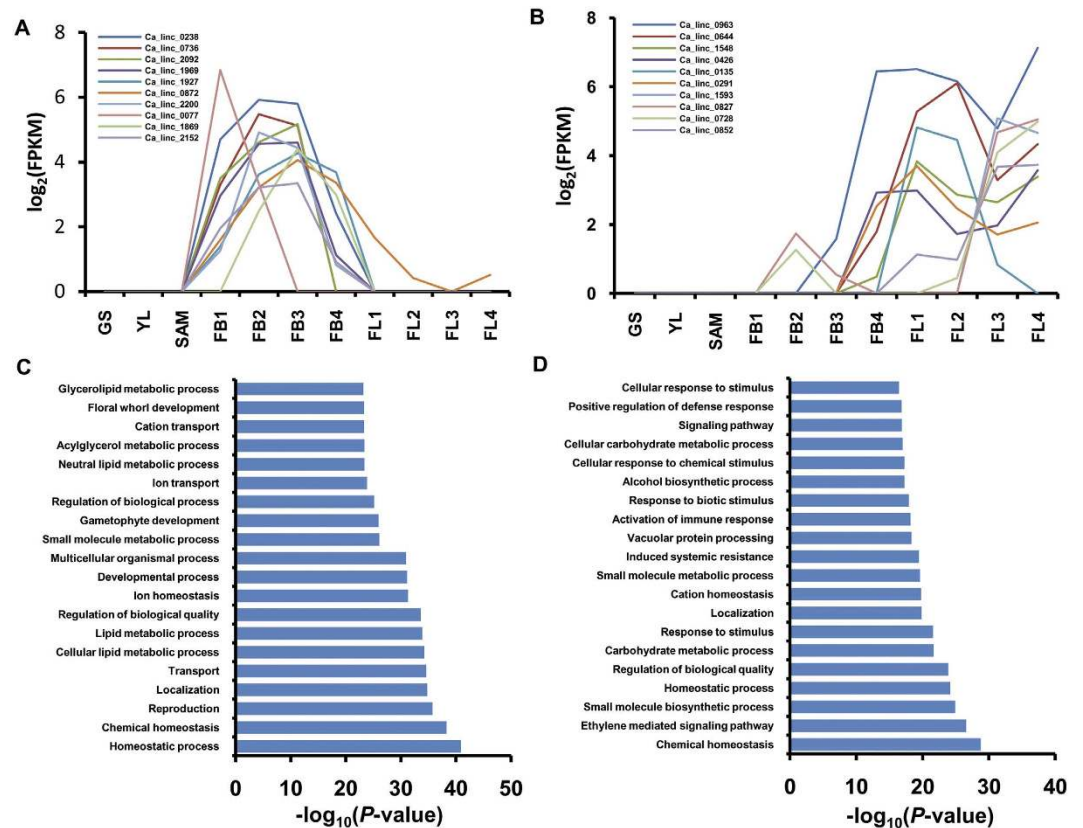 A
8
6
4
2
0
log2(FPKM)
Ca_linc_0238
Ca_linc_0736
Ca_linc_2092
Ca_linc_1969
Ca_linc_1927
Ca_linc_0872
Ca_linc_2200
Ca_linc_0077
Ca_linc_1869
Ca_linc_2152
GS YL SAM FB1 FB2 FB3 FB4 FL1 FL2 FL3 FL4
B
8
6
4
2
0
log2(FPKM)
Ca_linc_0963
Ca_linc_0644
Ca_linc_1548
Ca_linc_0426
Ca_linc_0135
Ca_linc_0291
Ca_linc_1593
Ca_linc_0827
Ca_linc_0728
Ca_linc_0852
GS YL SAM FB1 FB2 FB3 FB4 FL1 FL2 FL3 FL4
C
Glycerolipid metabolic process
Floral whorl development
Cation transport
Acylglycerol metabolic process
Neutral lipid metabolic process
Ion transport
Regulation of biological process
Gametophyte development
Small molecule metabolic process
Multicellular organismal process
Developmental process
Ion homeostasis
Regulation of biological quality
Lipid metabolic process
Cellular lipid metabolic process
Transport
Localization
Reproduction
Chemical homeostasis
Homeostatic process
0 10 20 30 40 50
-log10(P-value)
D
Cellular response to stimulus
Positive regulation of defense response
Signaling pathway
Cellular carbohydrate metabolic process
Cellular response to chemical stimulus
Alcohol biosynthetic process
Response to biotic stimulus
Activation of immune response
Vacuolar protein processing
Induced systemic resistance
Small molecule metabolic process
Cation homeostasis
Localization
Response to stimulus
Carbohydrate metabolic process
Regulation of biological quality
Homeostatic process
Small molecule biosynthetic process
Ethylene mediated signaling pathway
Chemical homeostasis
0 10 20 30 40
-log10(P-value)